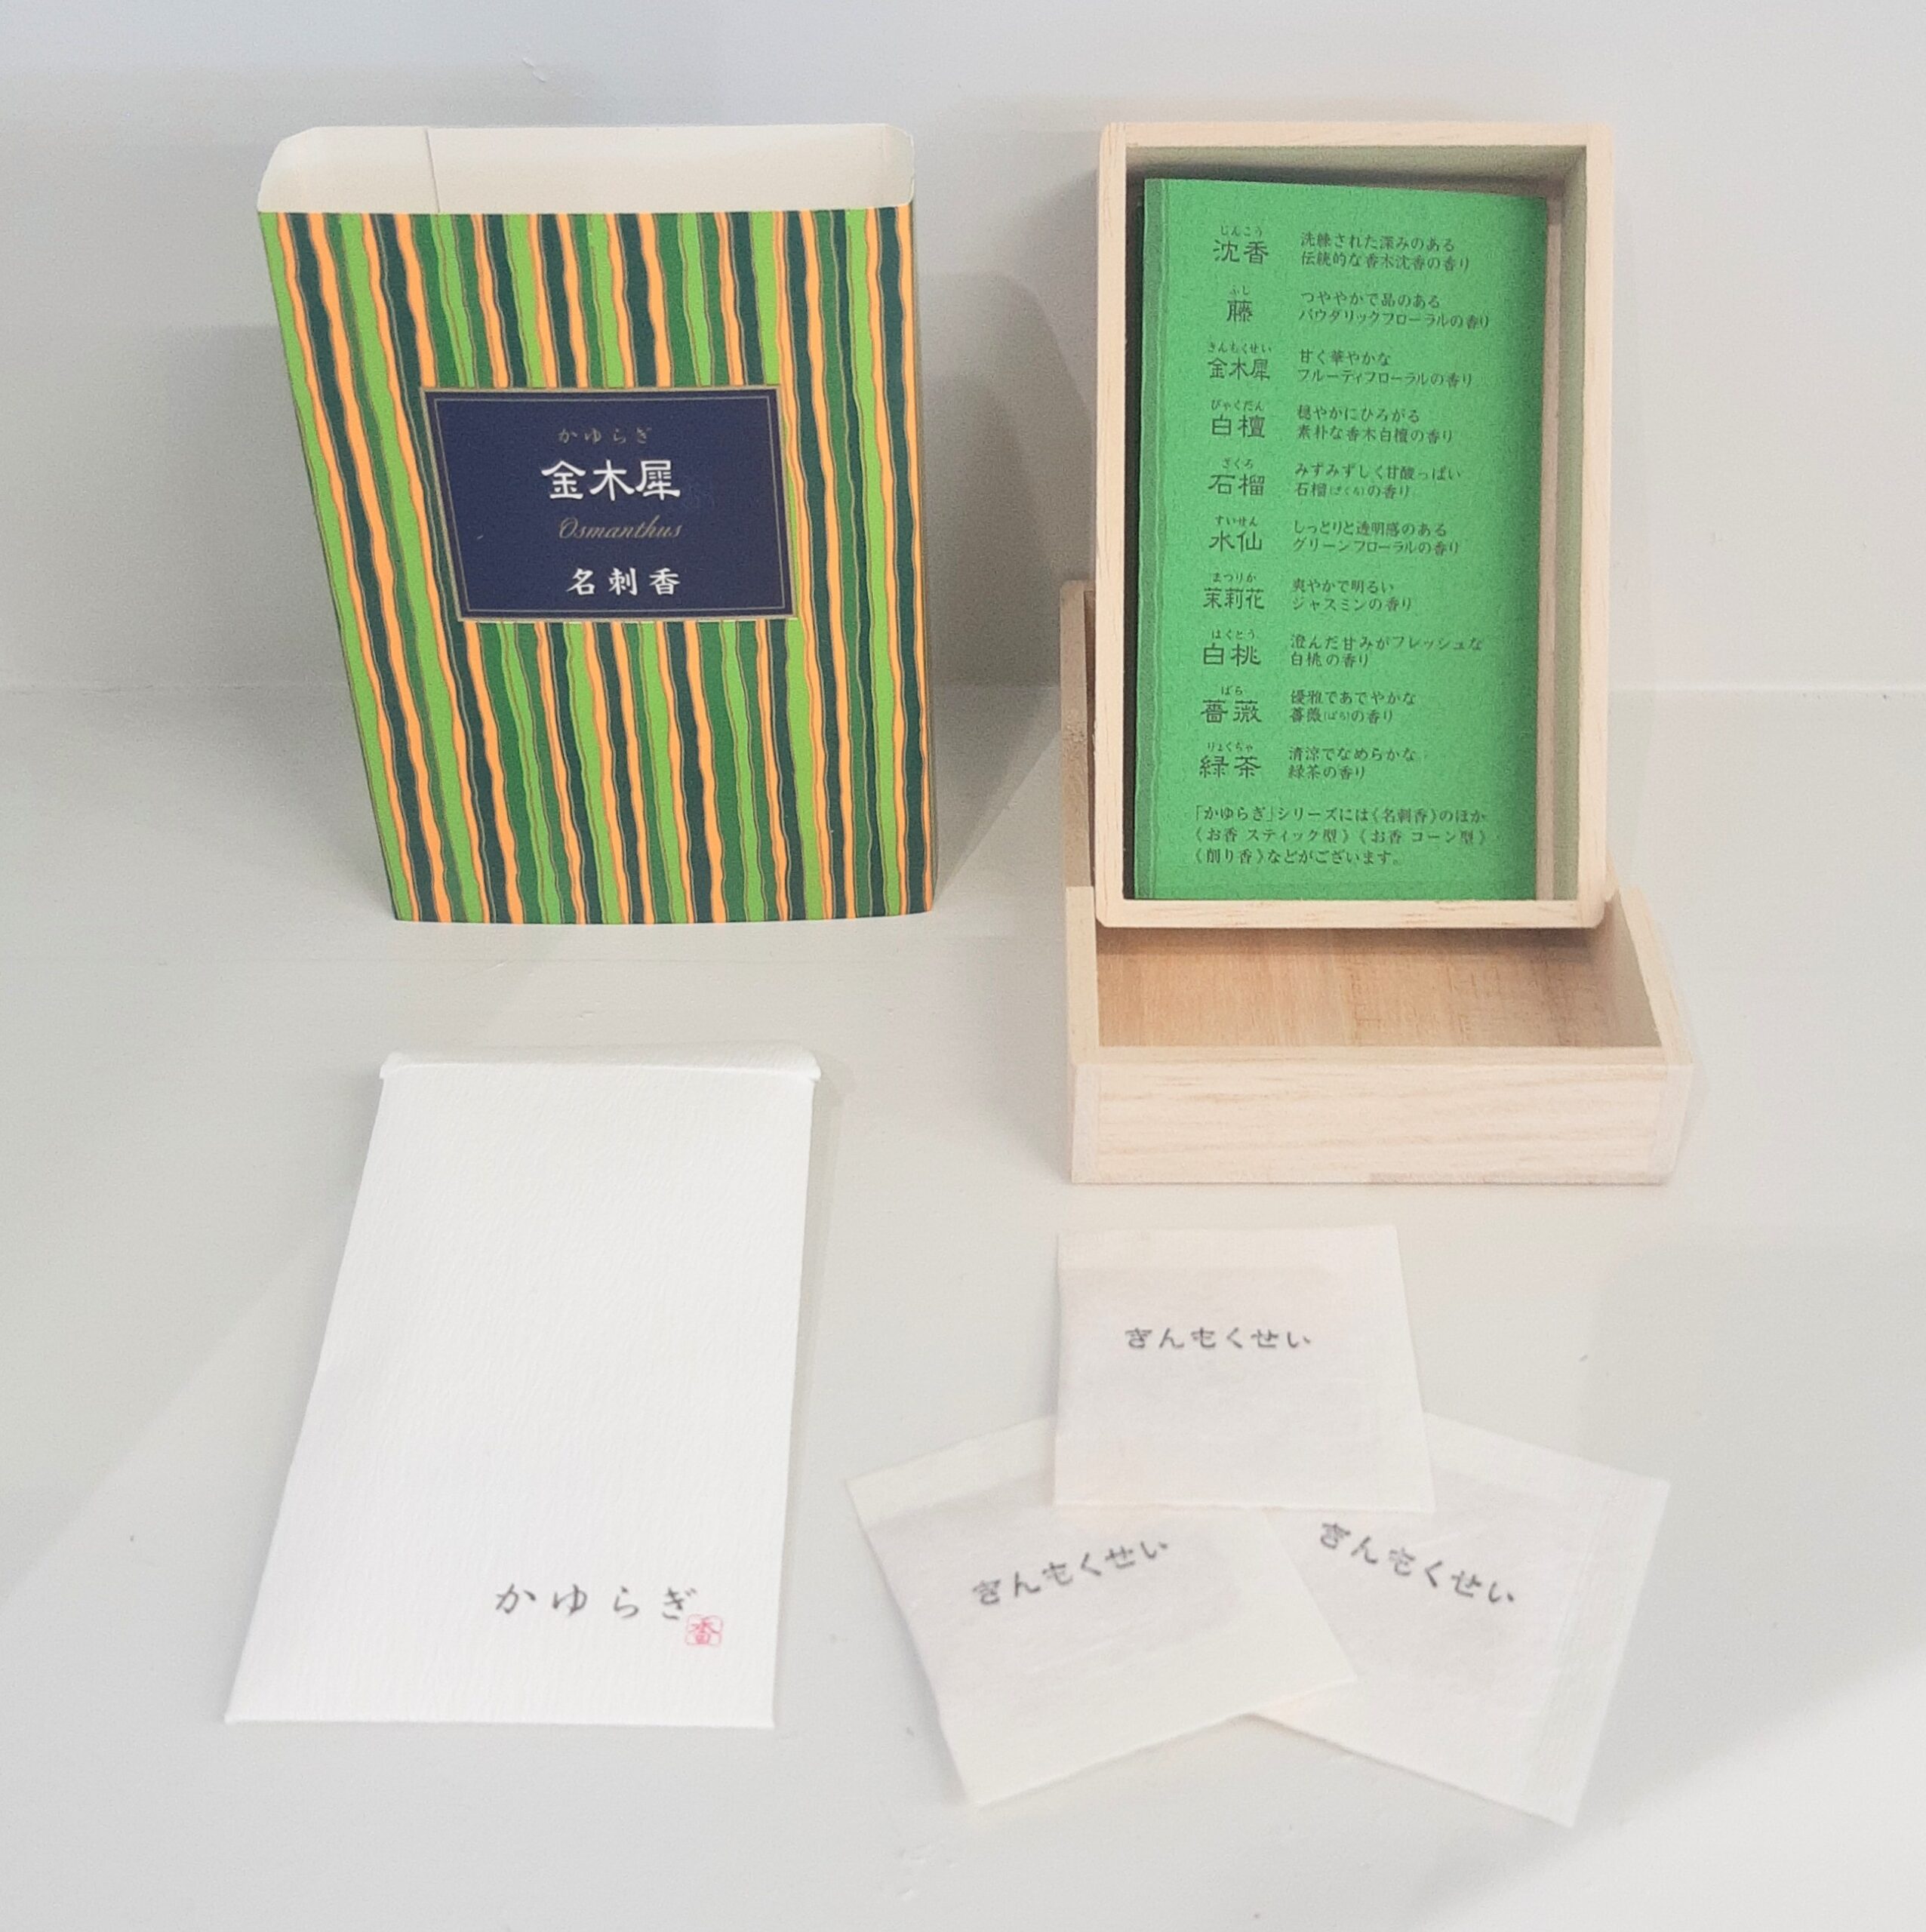 かゆらぎ
金木犀
Osmanthus
名刺香
じんこう
沈香
洗練された深みのある
伝統的な香木沈香の香り
ふじ
藤
つややかで品のある
パウダリックフローラルの香り
きんもくせい
金木犀
甘く華やかな
フルーティフローラルの香り
びゃくだん
白檀
穏やかにひろがる
素朴な香木白檀の香り
ざくろ
石榴
みずみずしく甘酸っぱい
石榴(ざくろ)の香り
すいせん
水仙
しっとりと透明感のある
グリーンフローラルの香り
まつりか
茉莉花
爽やかで明るい
ジャスミンの香り
はくとう
白桃
澄んだ甘みがフレッシュな
白桃の香り
ばら
薔薇
優雅であでやかな
薔薇(ばら)の香り
りょくちゃ
緑茶
清涼でなめらかな
緑茶の香り
「かゆらぎ」シリーズには《名刺香》のほか
《お香 スティック型》《お香 コーン型》
《削り香》などがございます。
かゆらぎ
香
きんもくせい
きんもくせい
きんもくせい